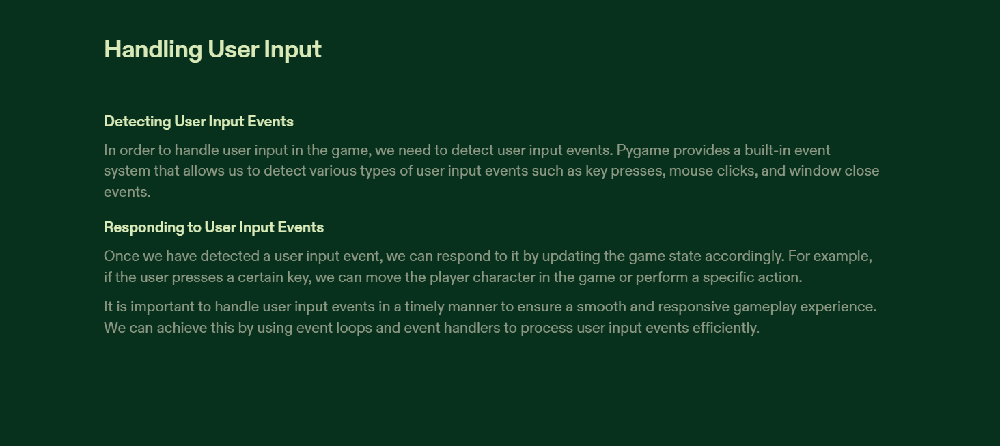 Handling User Input
Detecting User Input Events
In order to handle user input in the game, we need to detect user input events. Pygame provides a built-in event
system that allows us to detect various types of user input events such as key presses, mouse clicks, and window close
events.
Responding to User Input Events
Once we have detected a user input event, we can respond to it by updating the game state accordingly. For example,
if the user presses a certain key, we can move the player character in the game or perform a specific action.
It is important to handle user input events in a timely manner to ensure a smooth and responsive gameplay experience.
We can achieve this by using event loops and event handlers to process user input events efficiently.